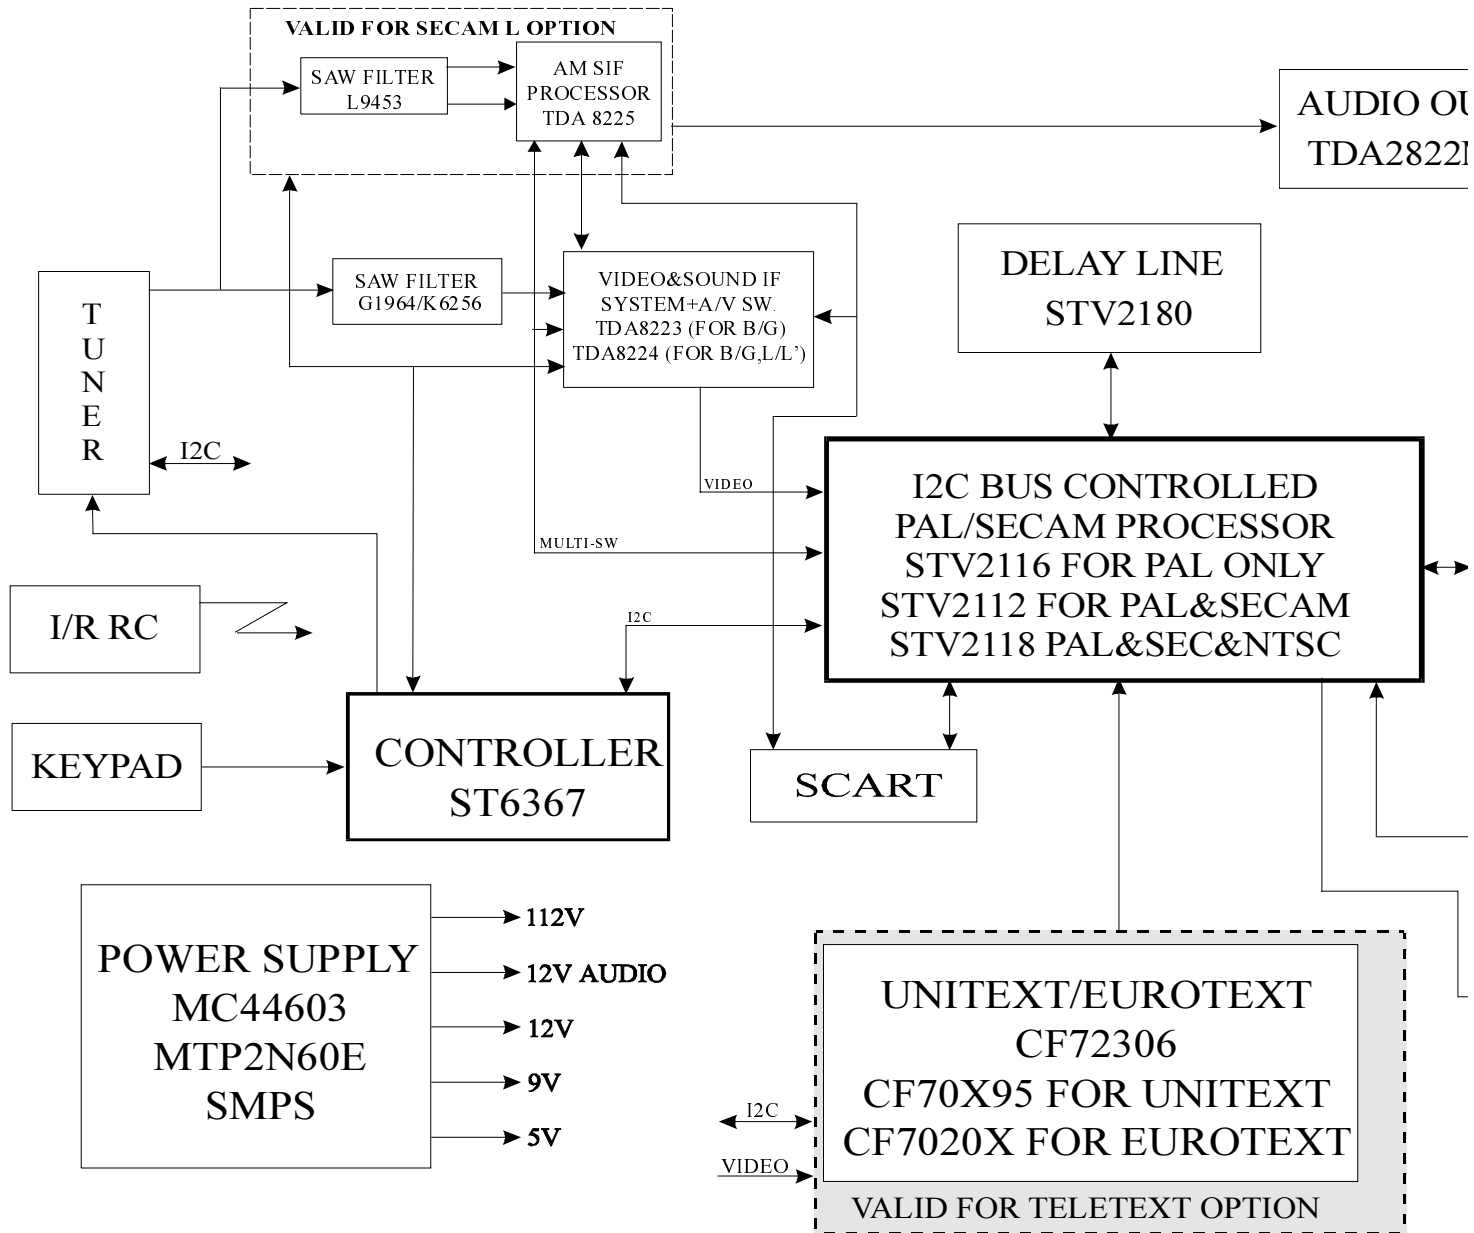 VALID FOR SECAM L OPTION
SAW FILTER
L9453
AM SIF
PROCESSOR
TDA 8225
TUNER
SAW FILTER
G1964/K6256
VIDEO&SOUND IF
SYSTEM+A/V SW.
TDA8223 (FOR B/G)
TDA8224 (FOR B/G,L/L’)
DELAY LINE
STV2180
I2C
VIDEO
MULTI-SW
I2C
I2C BUS CONTROLLED
PAL/SECAM PROCESSOR
STV2116 FOR PAL ONLY
STV2112 FOR PAL&SECAM
STV2118 PAL&SEC&NTSC
I/R RC
KEYPAD
CONTROLLER
ST6367
SCART
POWER SUPPLY
MC44603
MTP2N60E
SMPS
112V
12V AUDIO
12V
9V
5V
UNITEXT/EUROTEXT
CF72306
CF70X95 FOR UNITEXT
CF7020X FOR EUROTEXT
I2C
VIDEO
VALID FOR TELETEXT OPTION
AUDIO